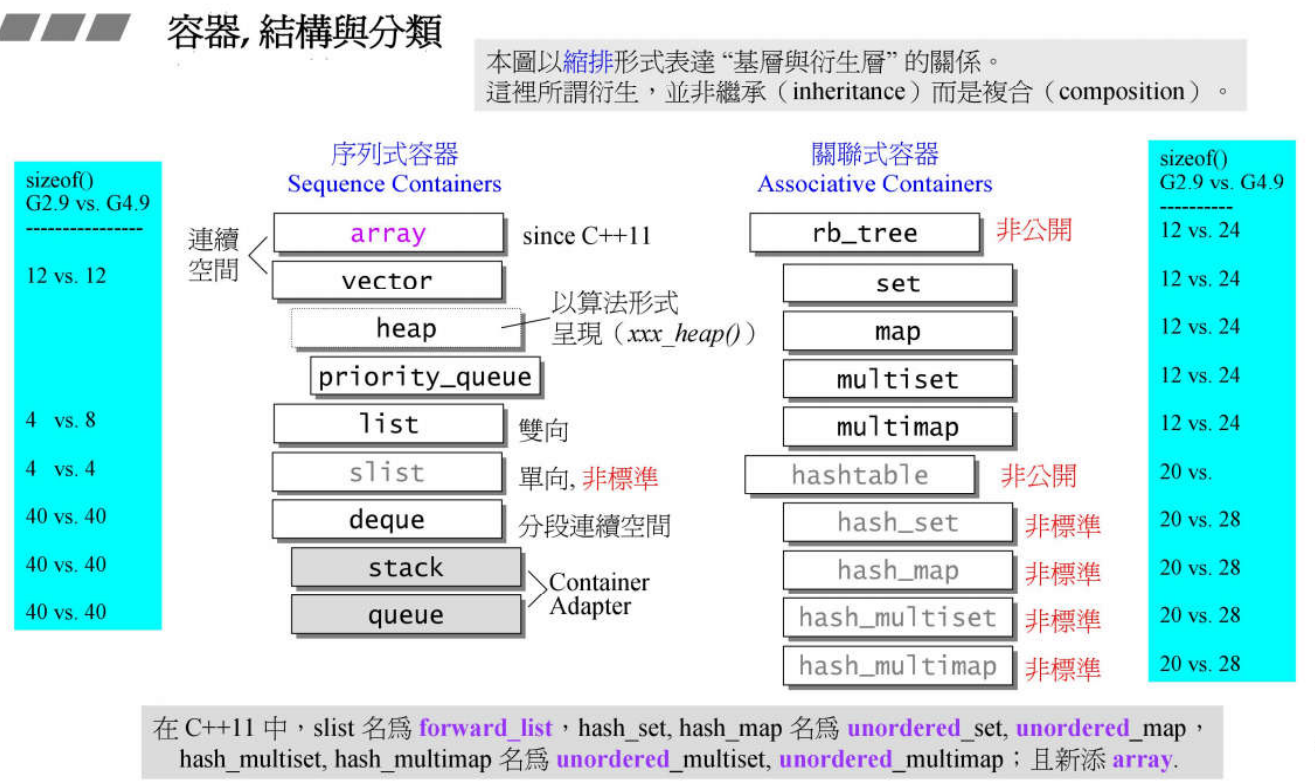 容器, 結構與分類
本圖以縮排形式表達 “基層與衍生層” 的關係。
這裡所謂衍生，並非繼承（inheritance）而是複合（composition）。
sizeof()
G2.9 vs. G4.9
----------------
12 vs. 12
4 vs. 8
4 vs. 4
40 vs. 40
40 vs. 40
40 vs. 40
序列式容器
Sequence Containers
連續
空間
array
since C++11
vector
heap
以算法形式
呈現（xxx_heap()）
priority_queue
list
雙向
slist
單向, 非標準
deque
分段連續空間
stack
queue
Container
Adapter
關聯式容器
Associative Containers
rb_tree
非公開
set
map
multiset
multimap
hashtable
非公開
hash_set
非標準
hash_map
非標準
hash_multiset
非標準
hash_multimap
非標準
sizeof()
G2.9 vs. G4.9
----------
12 vs. 24
12 vs. 24
12 vs. 24
12 vs. 24
12 vs. 24
20 vs.
20 vs. 28
20 vs. 28
20 vs. 28
20 vs. 28
在 C++11 中，slist 名爲 forward_list，hash_set, hash_map 名爲 unordered_set, unordered_map，
hash_multiset, hash_multimap 名爲 unordered_multiset, unordered_multimap；且新添 array.